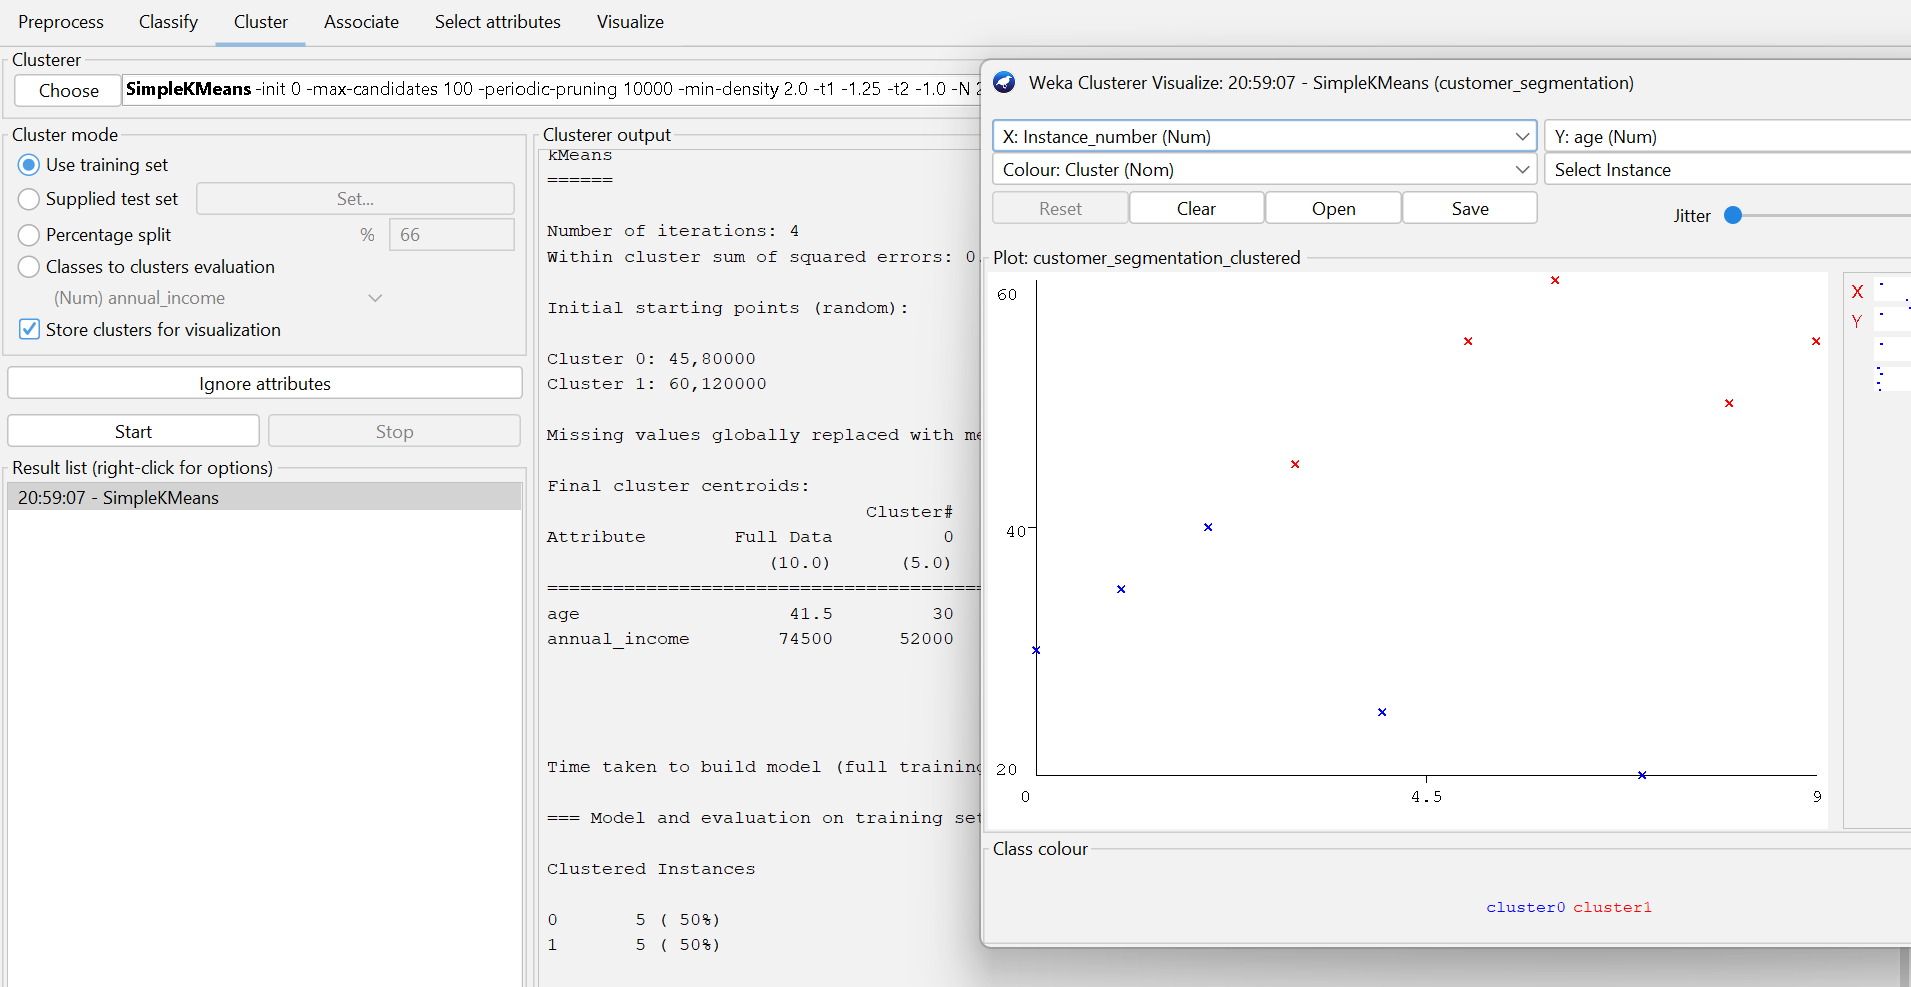 Preprocess Classify Cluster Associate Select attributes Visualize
Clusterer
Choose SimpleKMeans -init 0 -max-candidates 100 -periodic-pruning 10000 -min-density 2.0 -t1 -1.25 -t2 -1.0 -N
Cluster mode
Use training set
Supplied test set Set...
Percentage split % 66
Classes to clusters evaluation
(Num) annual_income
Store clusters for visualization
Ignore attributes
Start Stop
Result list (right-click for options)
20:59:07 - SimpleKMeans
Clusterer output
kMeans
======
Number of iterations: 4
Within cluster sum of squared errors: 0.
Initial starting points (random):
Cluster 0: 45,80000
Cluster 1: 60,120000
Missing values globally replaced with
Final cluster centroids:
Cluster#
Attribute Full Data 0
(10.0) (5.0)
========================================
age 41.5 30
annual_income 74500 52000
Time taken to build model (full training
=== Model and evaluation on training set
Clustered Instances
0 5 ( 50%)
1 5 ( 50%)
Weka Clusterer Visualize: 20:59:07 - SimpleKMeans (customer_segmentation)
X: Instance_number (Num) Y: age (Num)
Colour: Cluster (Nom) Select Instance
Reset Clear Open Save Jitter
Plot: customer_segmentation_clustered
60
40
20
0 4.5 9
X
Y
Class colour
cluster0 cluster1